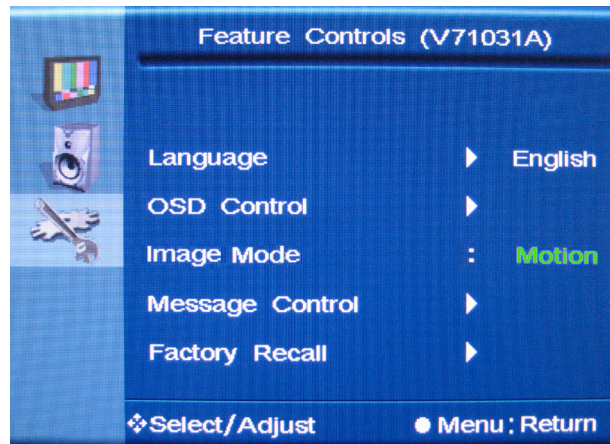 Feature Controls (V71031A)
Language English
OSD Control
Image Mode : Motion
Message Control
Factory Recall
Select/Adjust Menu : Return